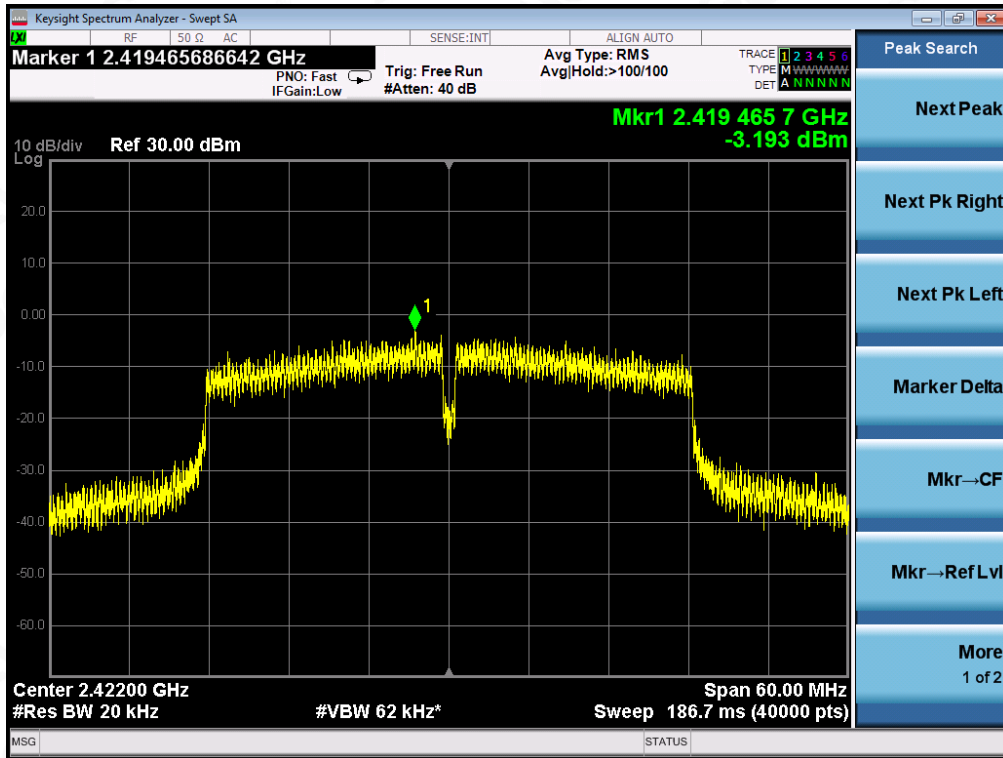 Keysight Spectrum Analyzer - Swept SA
LXI RF 50 Ω AC SENSE:INT ALIGN AUTO
Marker 1 2.419465686642 GHz
PNO: Fast
IFGain:Low
Trig: Free Run
#Atten: 40 dB
Avg Type: RMS
Avg|Hold:>100/100
TRACE 1 2 3 4 5 6
TYPE M WWWWW
DET A N N N N N
Mkr1 2.419 465 7 GHz
-3.193 dBm
10 dB/div Ref 30.00 dBm
Log
20.0
10.0
0.00
-10.0
-20.0
-30.0
-40.0
-50.0
-60.0
1
Center 2.42200 GHz Span 60.00 MHz
#Res BW 20 kHz #VBW 62 kHz* Sweep 186.7 ms (40000 pts)
MSG STATUS
Peak Search
Next Peak
Next Pk Right
Next Pk Left
Marker Delta
Mkr→CF
Mkr→Ref Lvl
More
1 of 2